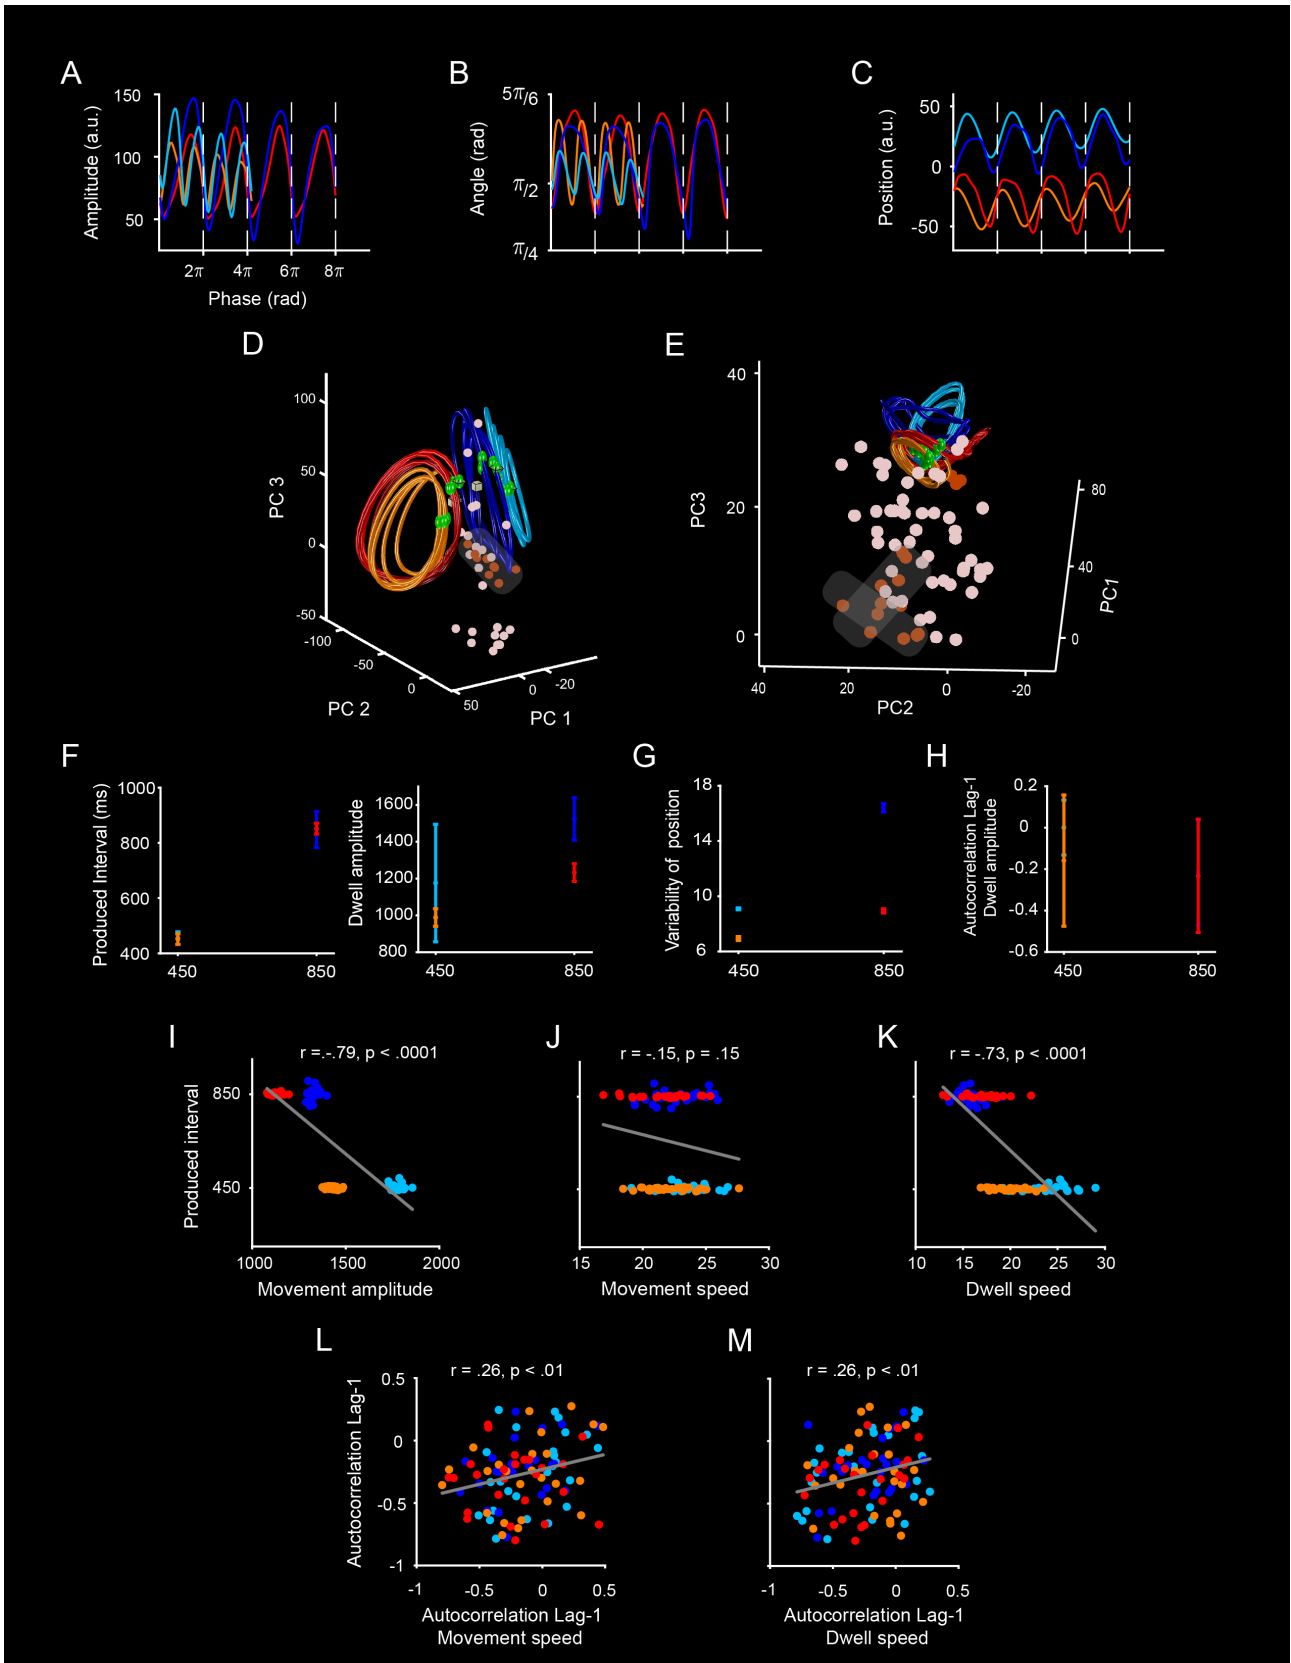 A
B
C
150
100
50
Amplitude (a.u.)
2π
4π
6π
8π
Phase (rad)
5π/6
π/2
π/4
Angle (rad)
50
0
-50
Position (a.u.)
D
E
100
50
0
-50
PC 3
-100
-50
0
PC 2
50
0
-20
PC 1
40
20
0
PC3
40
20
0
-20
PC2
80
40
0
PC1
F
G
H
1000
800
600
400
Produced Interval (ms)
450
850
1600
1400
1200
1000
800
Dwell amplitude
450
850
18
14
10
6
Variability of position
450
850
0.2
0
-0.2
-0.4
-0.6
Autocorrelation Lag-1
Dwell amplitude
450
850
I
J
K
r =.-.79, p < .0001
r = -.15, p = .15
r = -.73, p < .0001
850
450
Produced interval
1000
1500
2000
Movement amplitude
15
20
25
30
Movement speed
10
15
20
25
30
Dwell speed
L
M
r = .26, p < .01
r = .26, p < .01
0.5
0
-0.5
-1
Auctocorrelation Lag-1
-1
-0.5
0
0.5
Autocorrelation Lag-1
Movement speed
-1
-0.5
0
0.5
Autocorrelation Lag-1
Dwell speed